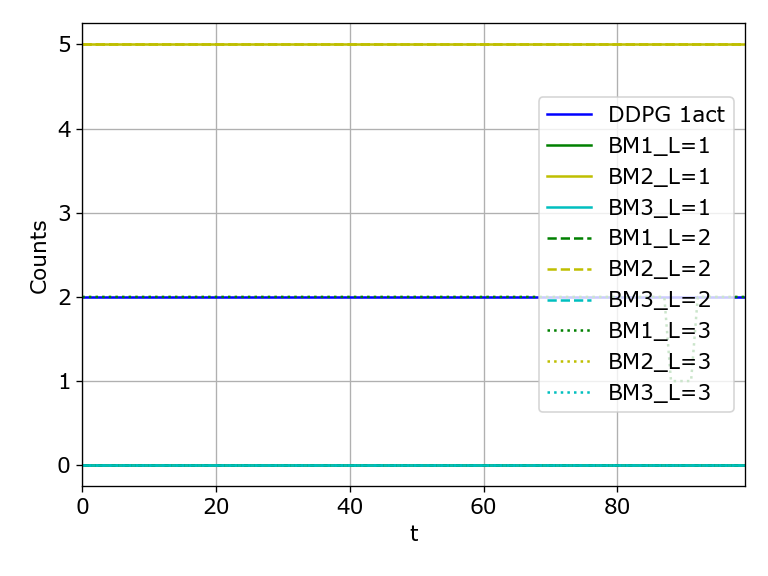 5
4
3
2
1
0
Counts
0 20 40 60 80
t
DDPG 1act
BM1_L=1
BM2_L=1
BM3_L=1
BM1_L=2
BM2_L=2
BM3_L=2
BM1_L=3
BM2_L=3
BM3_L=3